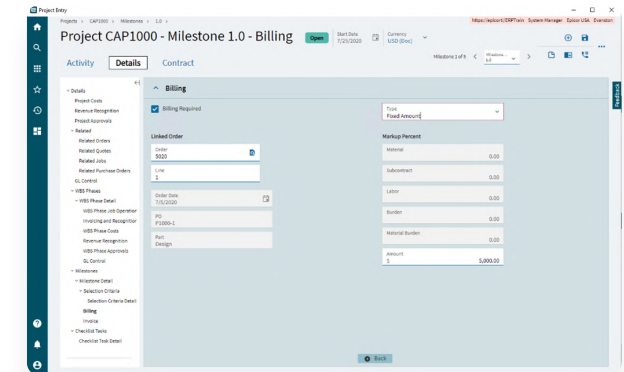 Project Entry
Projects > CAP1000 > Milestones > 1.0
https://epicor/ERPTrain System Manager Epicor USA Evanston
Project CAP1000 - Milestone 1.0 - Billing
Open
Start Date
7/20/2020
Currency
USD (Enc)
Milestone 1 of 5
Milestone ...
1.0
Activity Details Contract
Feedback
Details
Project Costs
Revenue Recognition
Project Approvals
Related
Related Orders
Related Quotes
Related Jobs
Related Purchase Orders
GL Control
WBS Phases
WBS Phase Detail
WBS Phase Job Operation
Invoicing and Recognition
WBS Phase Costs
Revenue Recognition
WBS Phase Approvals
GL Control
Milestones
Milestone Detail
Selection Criteria
Selection Criteria Detail
Billing
Invoice
Checklist Tasks
Checklist Task Detail
Billing
Billing Required
Type
Fixed Amount
Linked Order
Order
5020
Line
1
Order Date
7/5/2020
PO
P1000-1
Part
Design
Markup Percent
Material
0.00
Subcontract
0.00
Labor
0.00
Burden
0.00
Material Burden
0.00
Amount
$ 5,000.00
Back